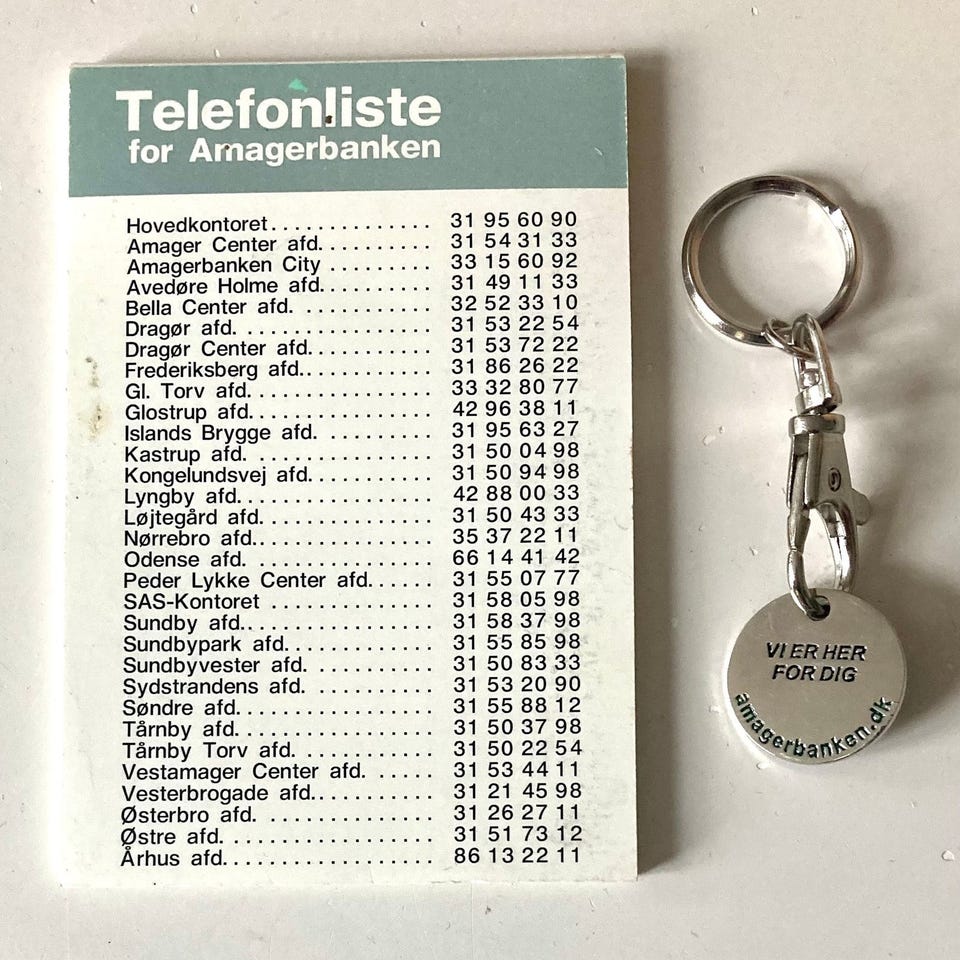 Telefonliste
for Amagerbanken
Hovedkontoret............... 31 95 60 90
Amager Center afd........... 31 54 31 33
Amagerbanken City .......... 33 15 60 92
Avedøre Holme afd........... 31 49 11 33
Bella Center afd. ............ 32 52 33 10
Dragør afd. .................. 31 53 22 54
Dragør Center afd............ 31 53 72 22
Frederiksberg afd............. 31 86 26 22
Gl. Torv afd. ................. 33 32 80 77
Glostrup afd.................. 42 96 38 11
Islands Brygge afd. .......... 31 95 63 27
Kastrup afd. ................. 31 50 04 98
Kongelundsvej afd............ 31 50 94 98
Lyngby afd................... 42 88 00 33
Løjtegård afd................. 31 50 43 33
Nørrebro afd.................. 35 37 22 11
Odense afd. ................. 66 14 41 42
Peder Lykke Center afd...... 31 55 07 77
SAS-Kontoret ............... 31 58 05 98
Sundby afd................... 31 58 37 98
Sundbypark afd. ............. 31 55 85 98
Sundbyvester afd. ........... 31 50 83 33
Sydstrandens afd. ........... 31 53 20 90
Søndre afd. .................. 31 55 88 12
Tårnby afd................... 31 50 37 98
Tårnby Torv afd. ............ 31 50 22 54
Vestamager Center afd. ..... 31 53 44 11
Vesterbrogade afd............ 31 21 45 98
Østerbro afd. ................ 31 26 27 11
Østre afd. ................... 31 51 73 12
Århus afd.................... 86 13 22 11
VI ER HER
FOR DIG
amagerbanken.dk